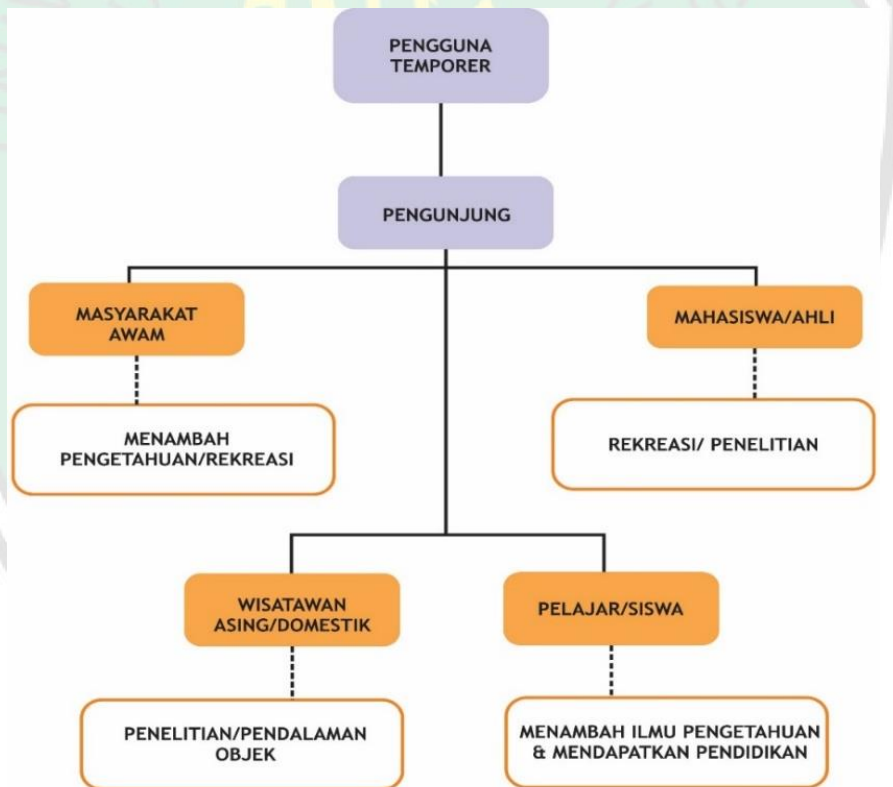 PENGGUNA
TEMPORER
PENGUNJUNG
MASYARAKAT
AWAM
MAHASISWA/AHLI
MENAMBAH
PENGETAHUAN/REKREASI
REKREASI/ PENELITIAN
WISATAWAN
ASING/DOMESTIK
PELAJAR/SISWA
PENELITIAN/PENDALAMAN
OBJEK
MENAMBAH ILMU PENGETAHUAN
& MENDAPATKAN PENDIDIKAN